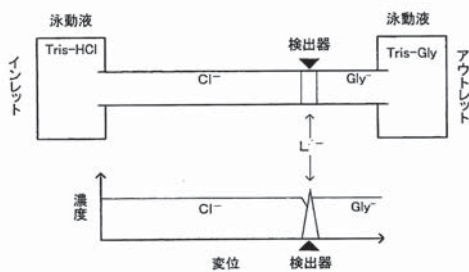 泳動液
泳動液
Tris-HCl
検出器
Tris-Gly
インレット
Cl⁻
Gly⁻
アウトレット
濃度
Cl⁻
Gly⁻
変位
検出器